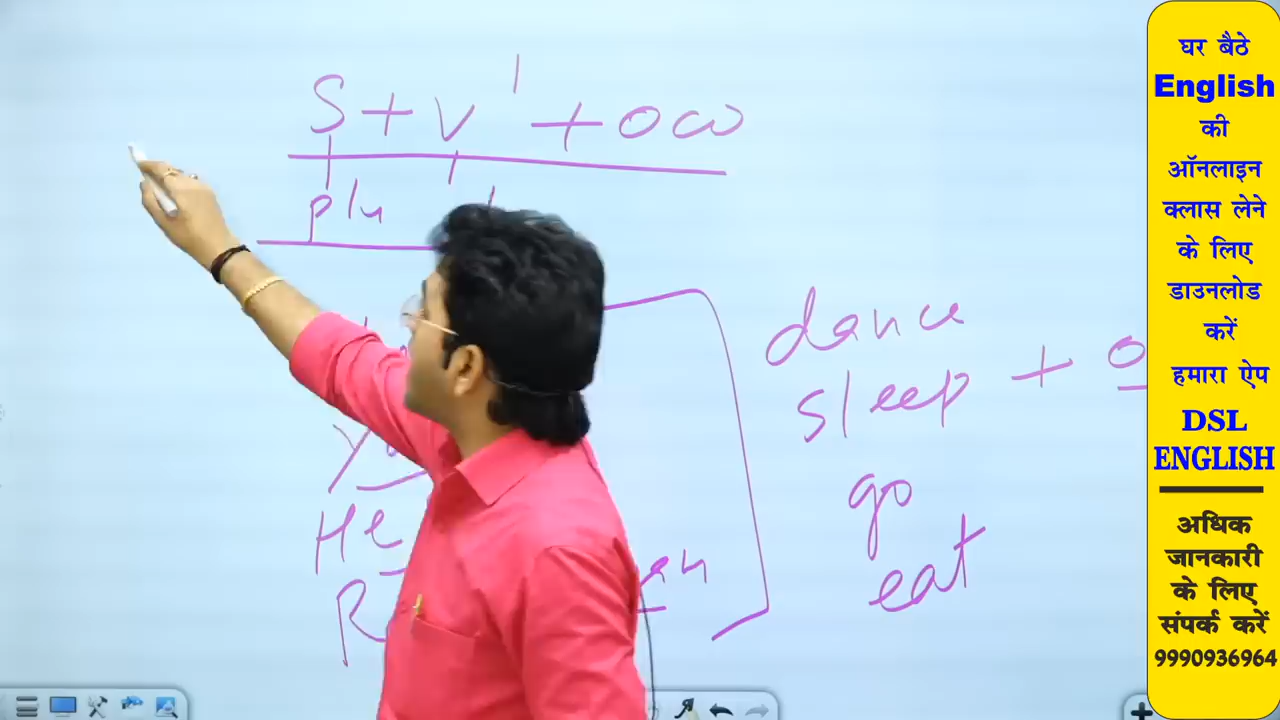 S + V¹ + OCW
plu
dance
sleep + O
go
eat
He
घर बैठे
English
की
ऑनलाइन
क्लास लेने
के लिए
डाउनलोड
करें
हमारा ऐप
DSL
ENGLISH
अधिक
जानकारी
के लिए
संपर्क करें
9990936964